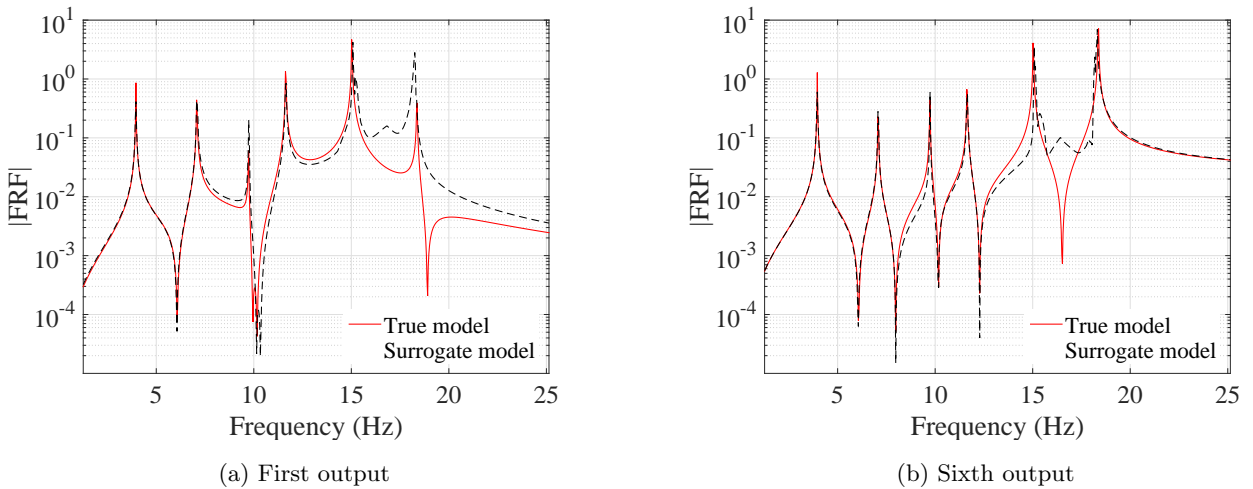 10^1
10^0
10^-1
10^-2
10^-3
10^-4
|FRF|
True model
Surrogate model
5 10 15 20 25
Frequency (Hz)
(a) First output
10^1
10^0
10^-1
10^-2
10^-3
10^-4
|FRF|
True model
Surrogate model
5 10 15 20 25
Frequency (Hz)
(b) Sixth output